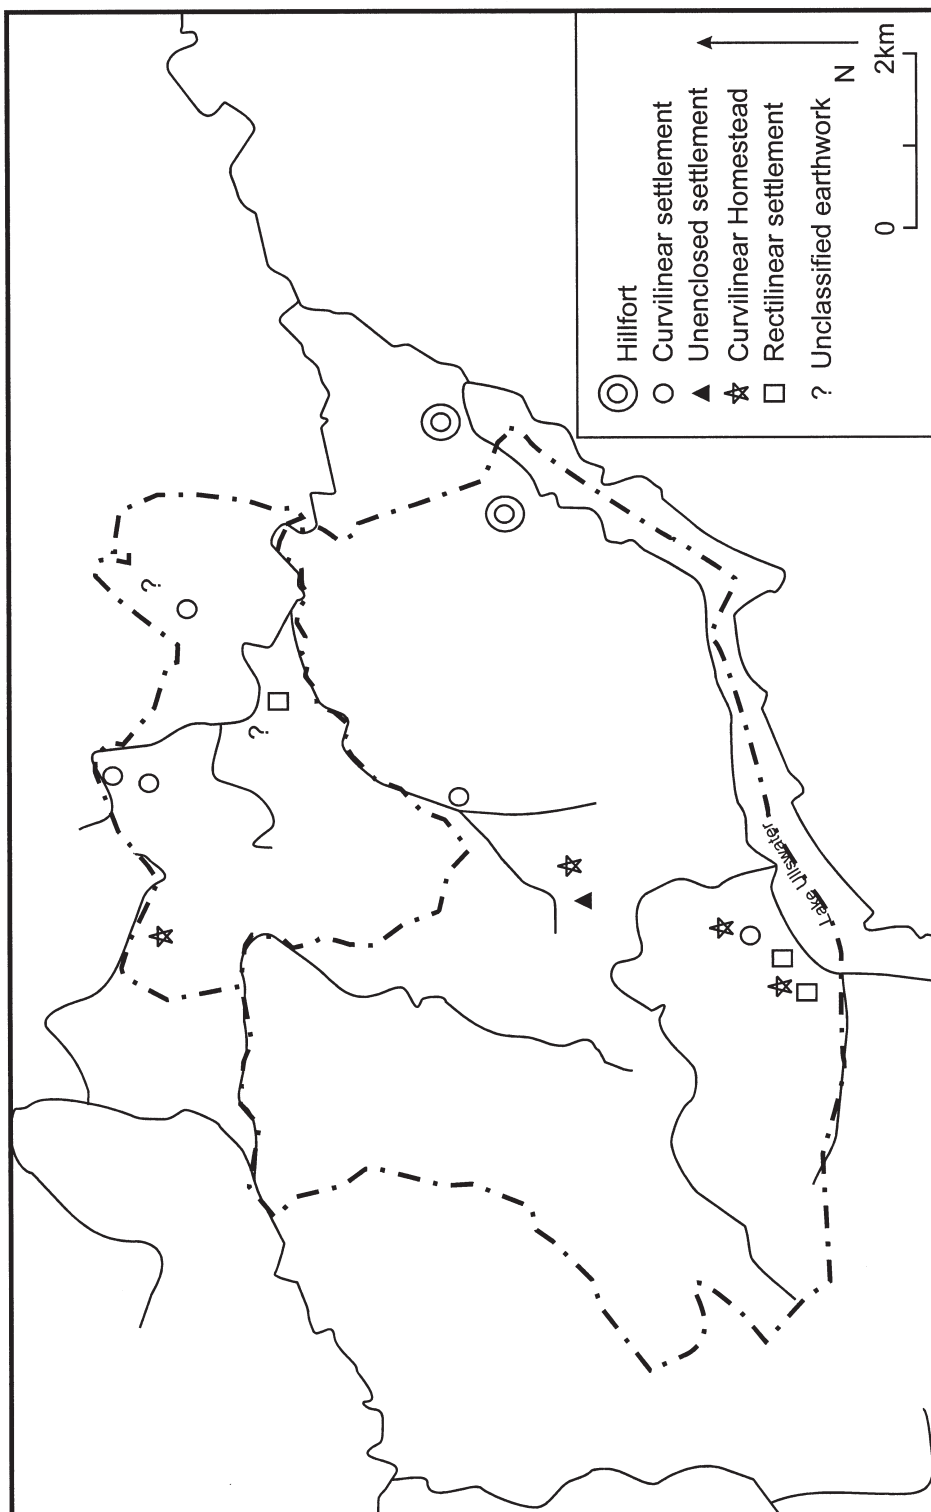 ?
?
Lake Ullswater
Hillfort
Curvilinear settlement
Unenclosed settlement
Curvilinear Homestead
Rectilinear settlement
? Unclassified earthwork
N
0 2km